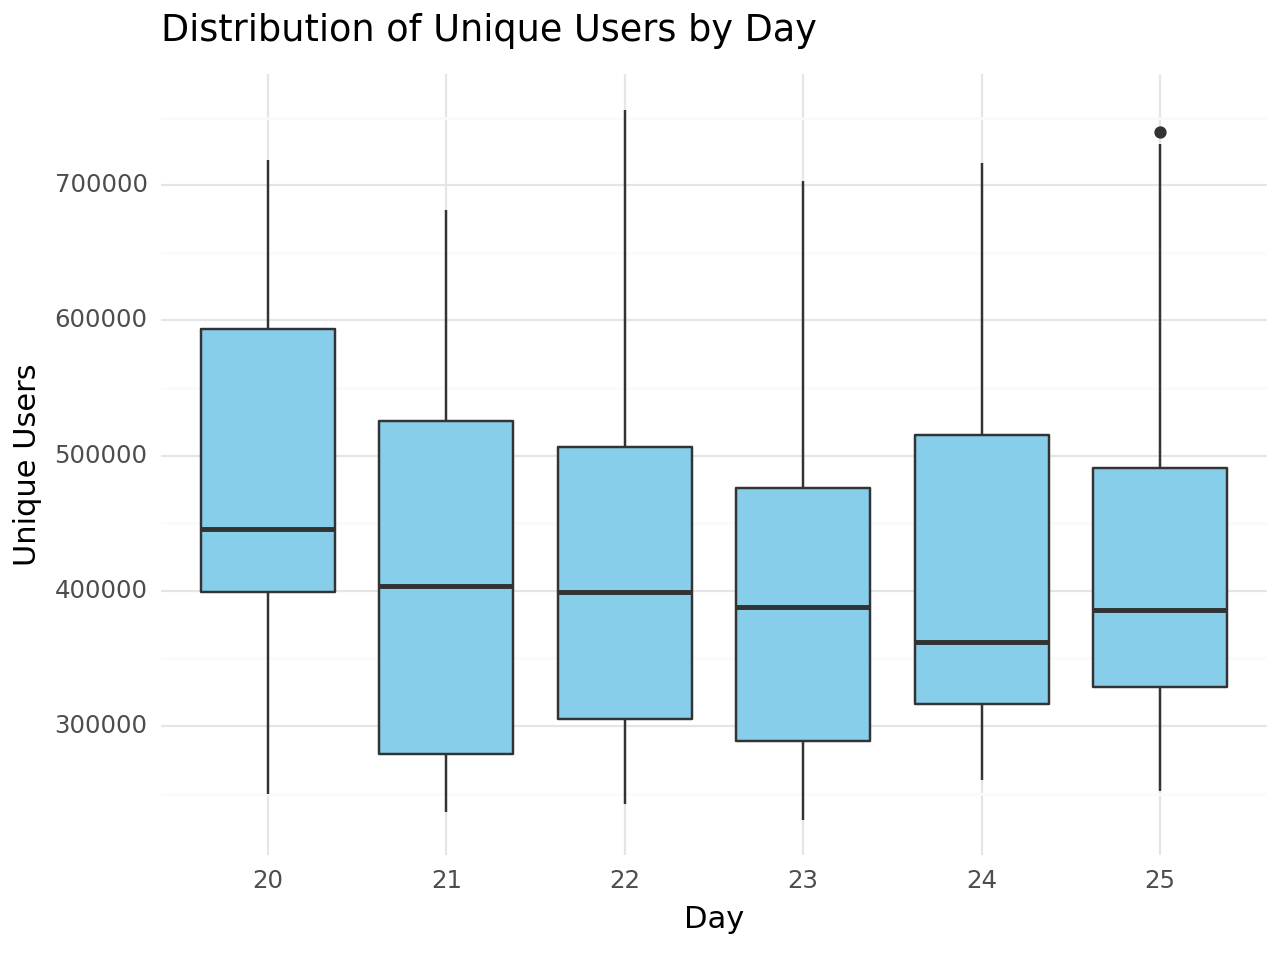 Distribution of Unique Users by Day
Unique Users
700000
600000
500000
400000
300000
20 21 22 23 24 25
Day